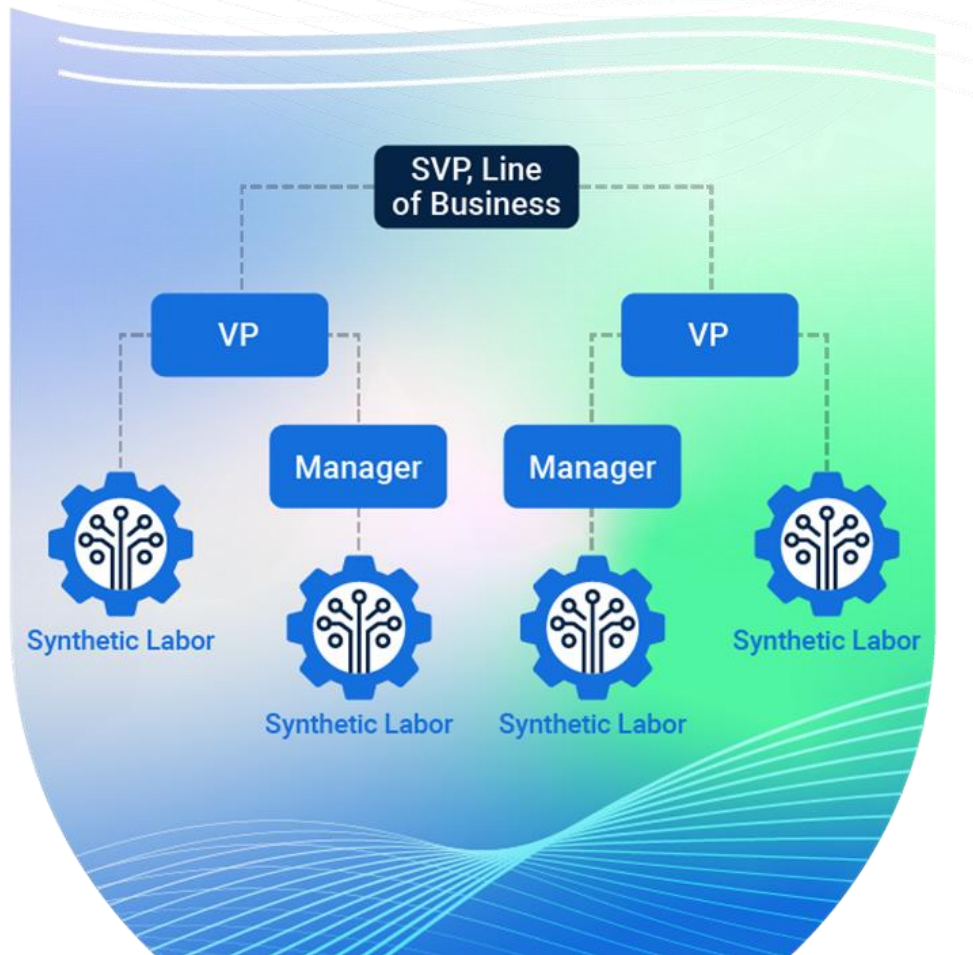 SVP, Line
of Business
VP
VP
Manager
Manager
Synthetic Labor
Synthetic Labor
Synthetic Labor
Synthetic Labor